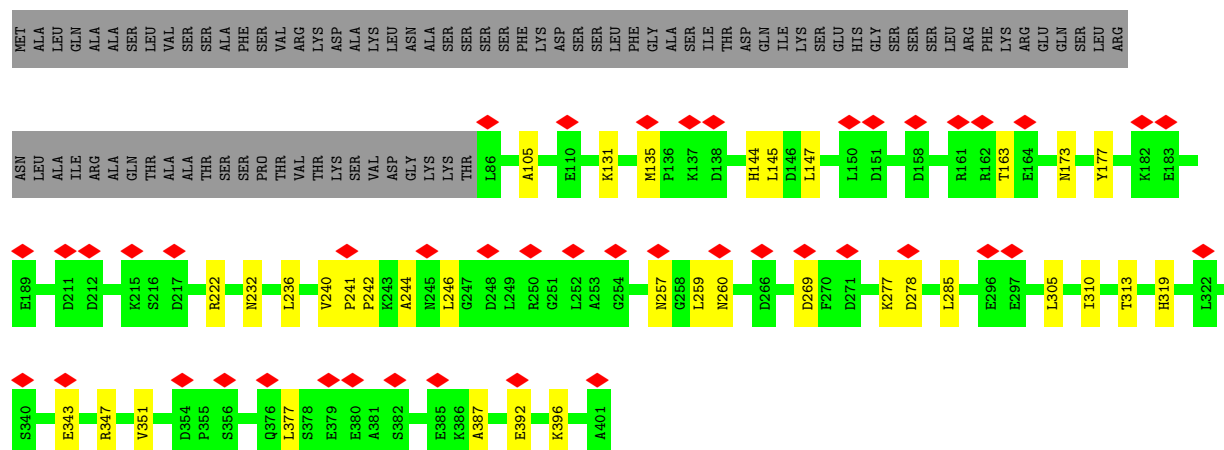 MET ALA LEU GLN ALA ALA SER LEU VAL SER SER ALA PHE SER VAL ARG LYS ASP ALA LYS LEU ASN ALA SER SER SER SER PHE LYS ASP SER SER LEU PHE GLY ALA SER ILE THR ASP GLN ILE LYS SER GLU HIS GLY SER SER SER LEU ARG PHE LYS ARG GLU GLN SER LEU ARG
ASN LEU ALA ILE ARG ALA GLN THR ALA ALA THR SER SER PRO THR VAL THR LYS SER VAL ASP GLY LYS LYS THR L86 A105 E110 K131 M135 P136 K137 D138 H144 L145 D146 L147 L150 D151 D158 R161 R162 T163 E164 N173 Y177 K182 E183
E189 D211 D212 K215 S216 D217 R222 N232 L236 V240 P241 P242 K243 A244 N245 L246 G247 D248 L249 R250 G251 L252 A253 G254 N257 G258 L259 N260 D266 D269 F270 D271 K277 D278 L285 E296 E297 L305 I310 T313 H319 L322
S340 E343 R347 V351 D354 P355 S356 Q376 L377 S378 E379 E380 A381 S382 E385 K386 A387 E392 K396 A401